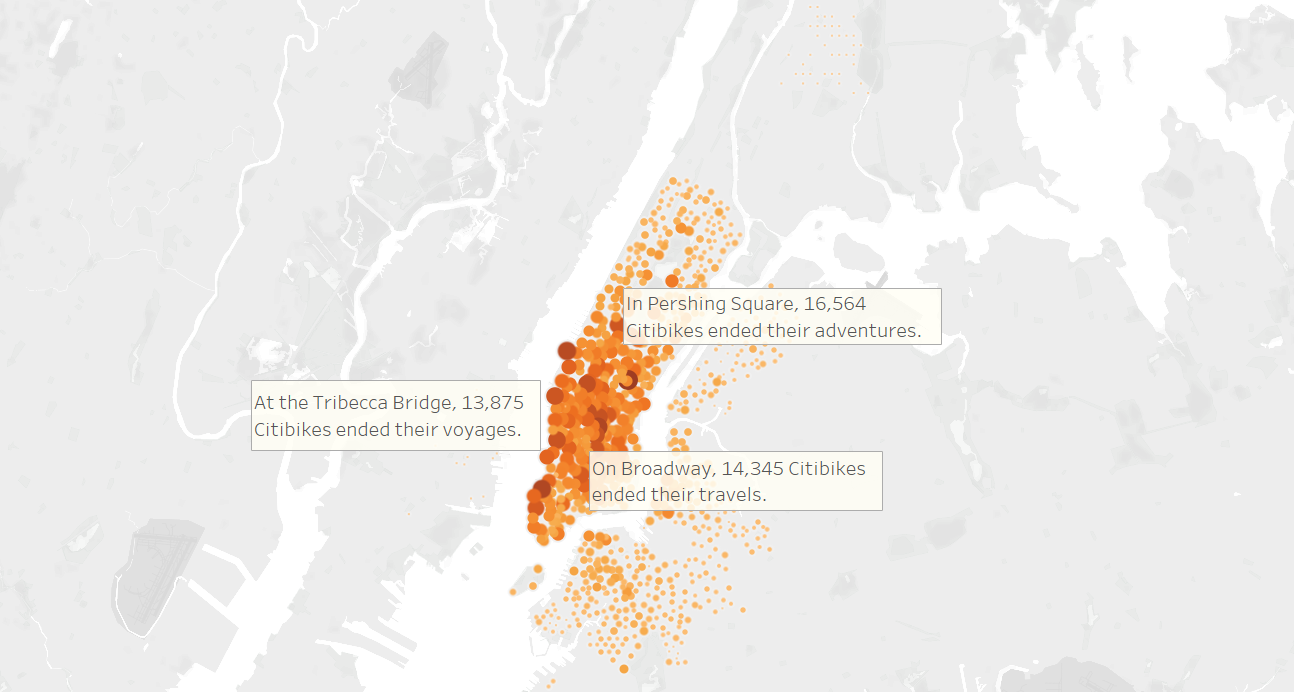 In Pershing Square, 16,564
Citibikes ended their adventures.
At the Tribecca Bridge, 13,875
Citibikes ended their voyages.
On Broadway, 14,345 Citibikes
ended their travels.